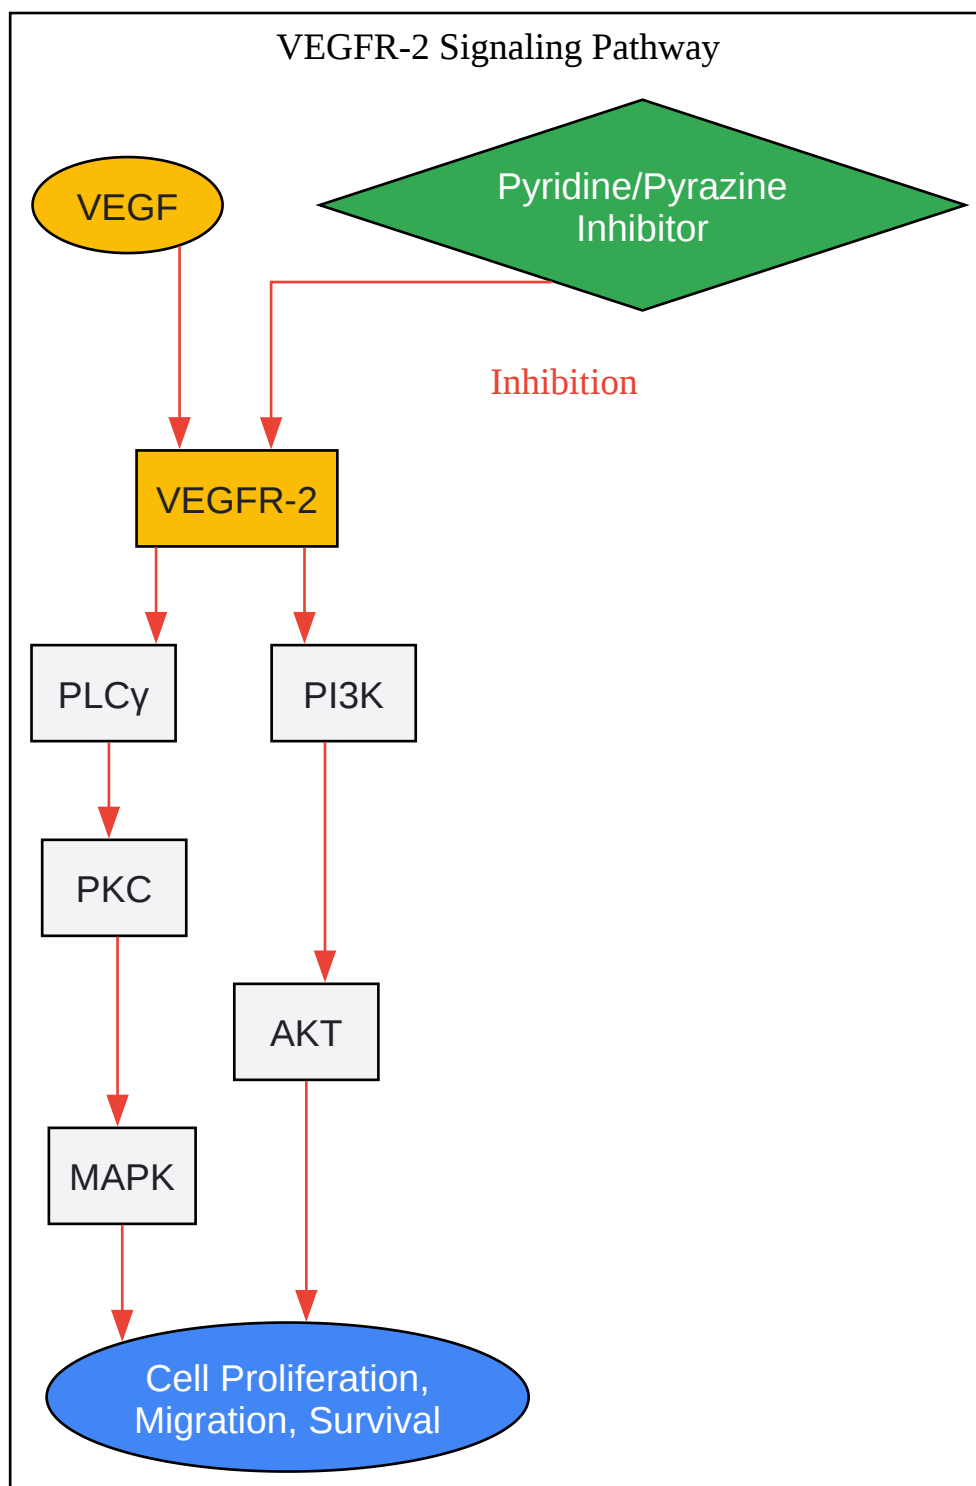 VEGFR-2 Signaling Pathway
VEGF
Pyridine/Pyrazine
Inhibitor
Inhibition
VEGFR-2
PLCγ
PI3K
PKC
AKT
MAPK
Cell Proliferation,
Migration, Survival